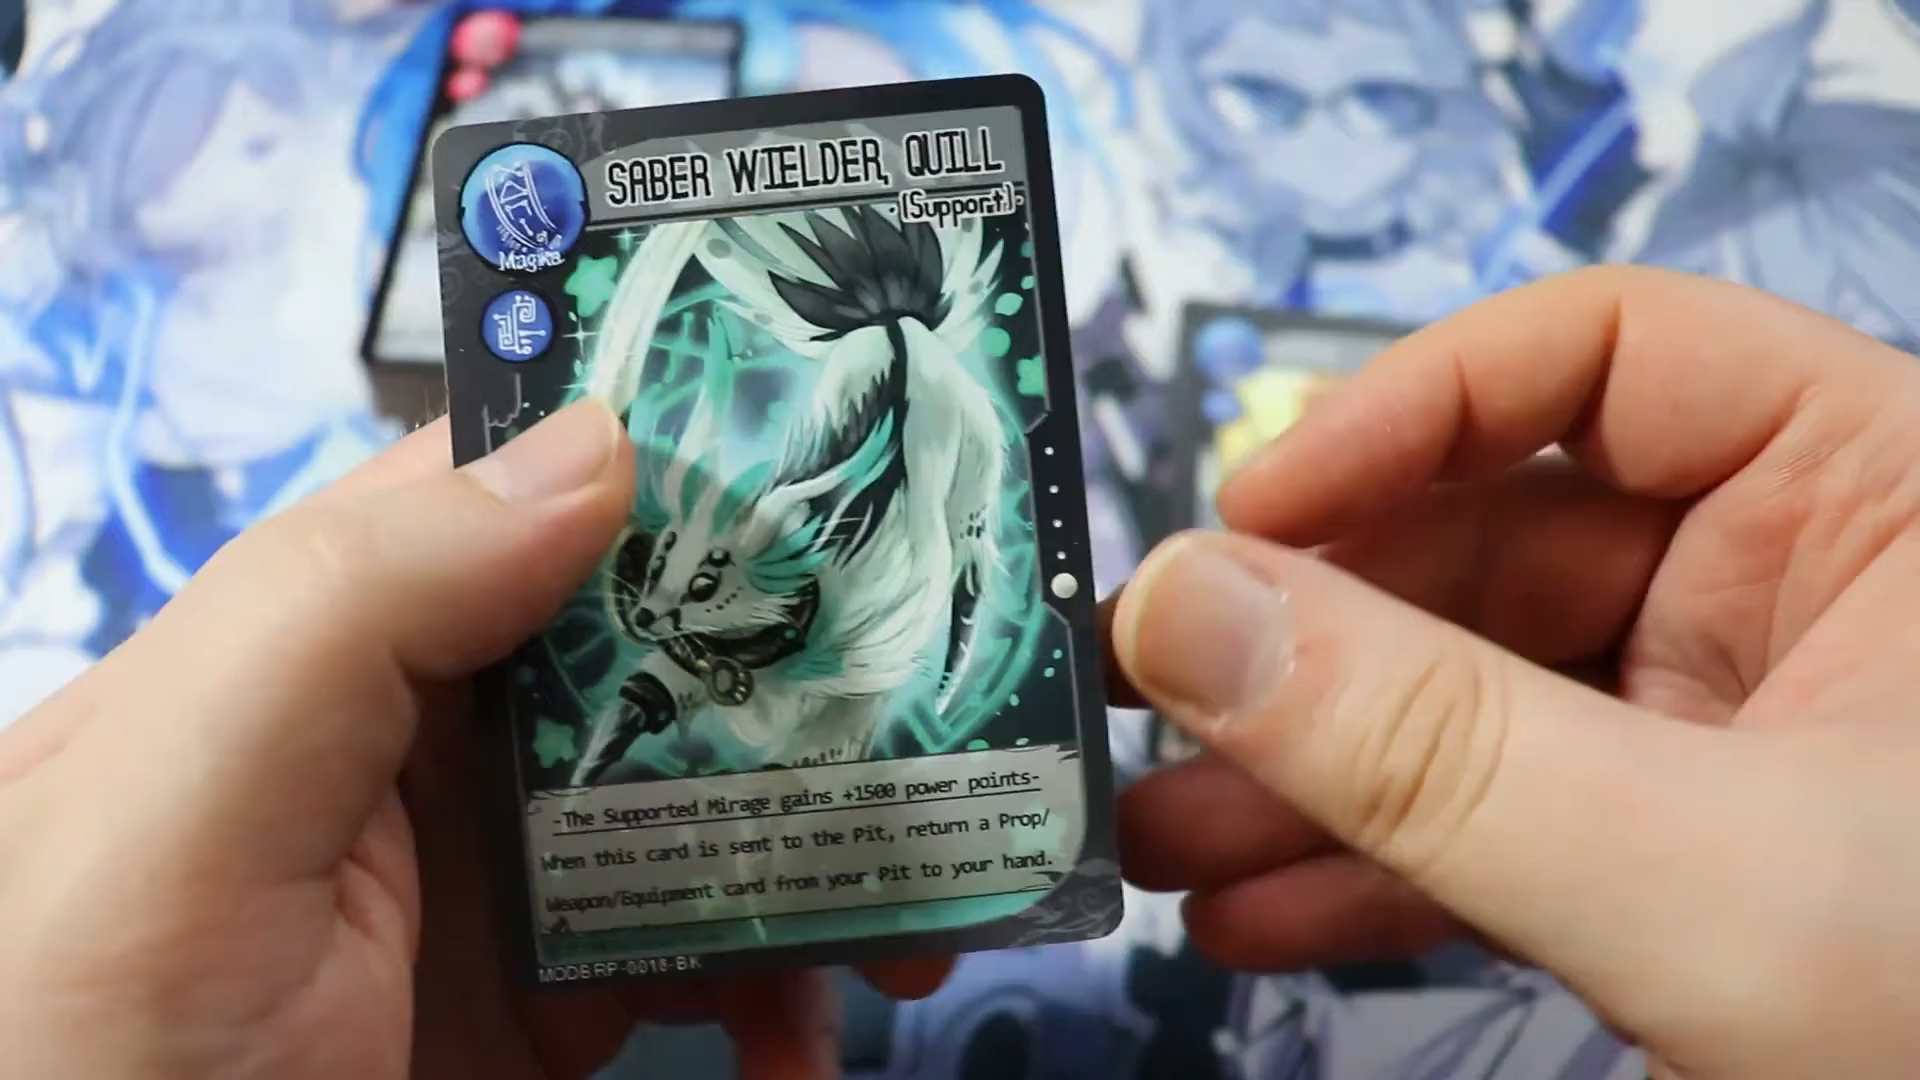 SABER WIELDER, QUILL
(Support)
Magika
-The Supported Mirage gains +1500 power points-
When this card is sent to the Pit, return a Prop/
Weapon/Equipment card from your Pit to your hand.
MODBRP-0018-BK